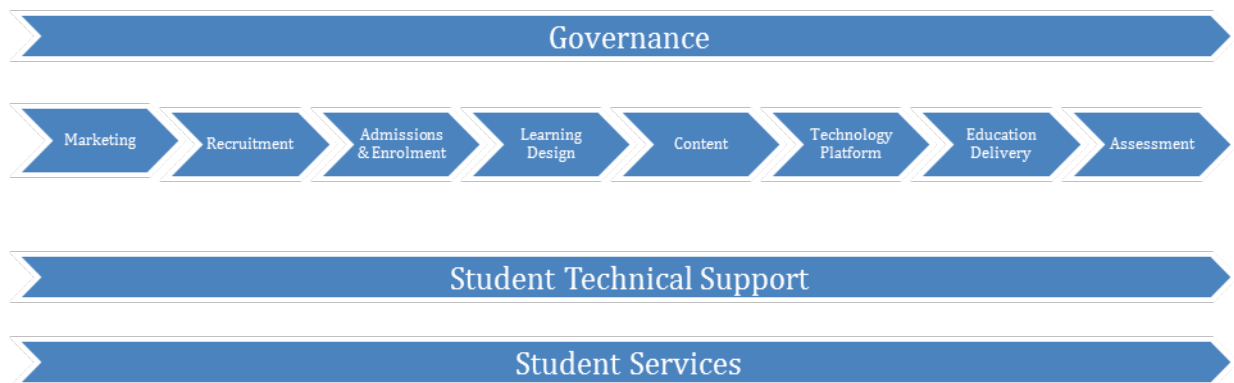 Governance
Marketing
Recruitment
Admissions
& Enrolment
Learning
Design
Content
Technology
Platform
Education
Delivery
Assessment
Student Technical Support
Student Services